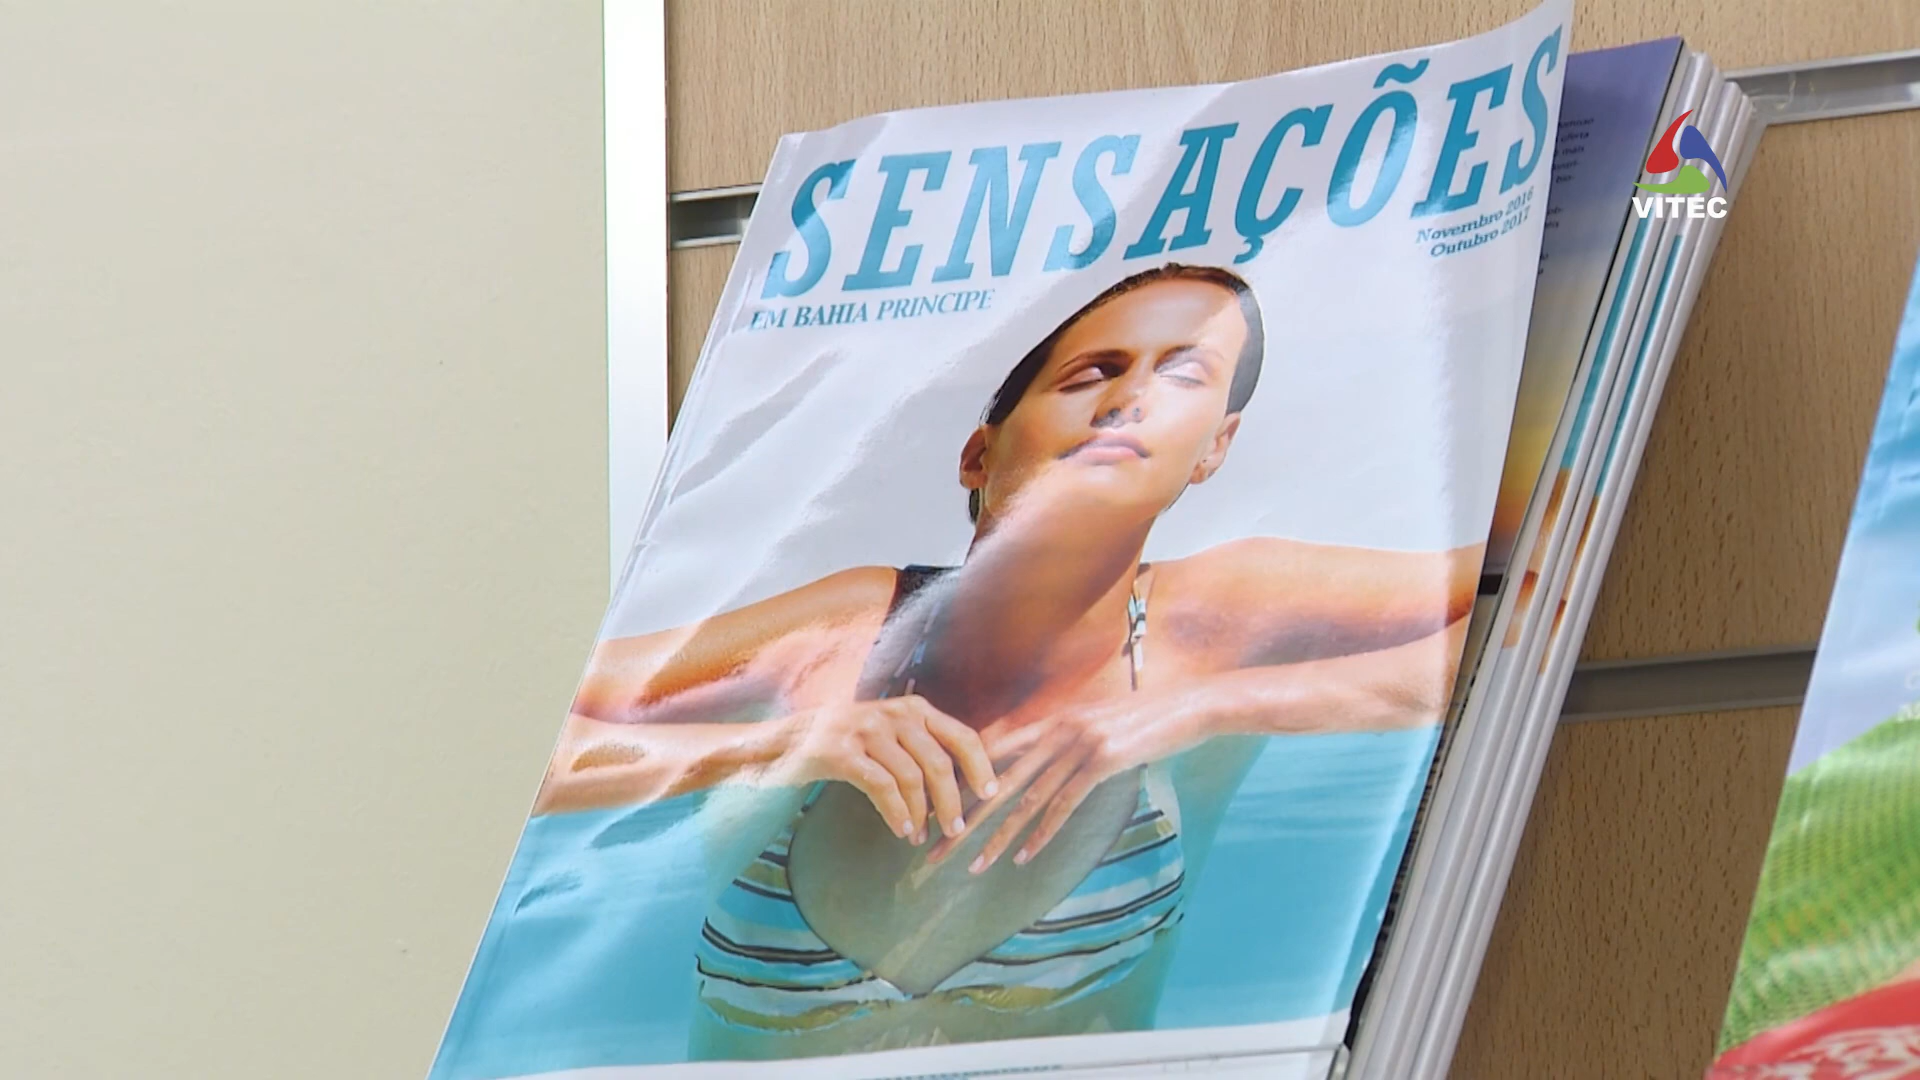 SENSAÇÕES
Novembro 2016
Outubro 2017
EM BAHIA PRINCIPE
VITEC